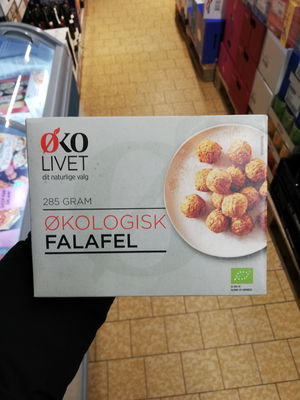 ØKO
LIVET
dit naturlige valg
285 GRAM
ØKOLOGISK
FALAFEL